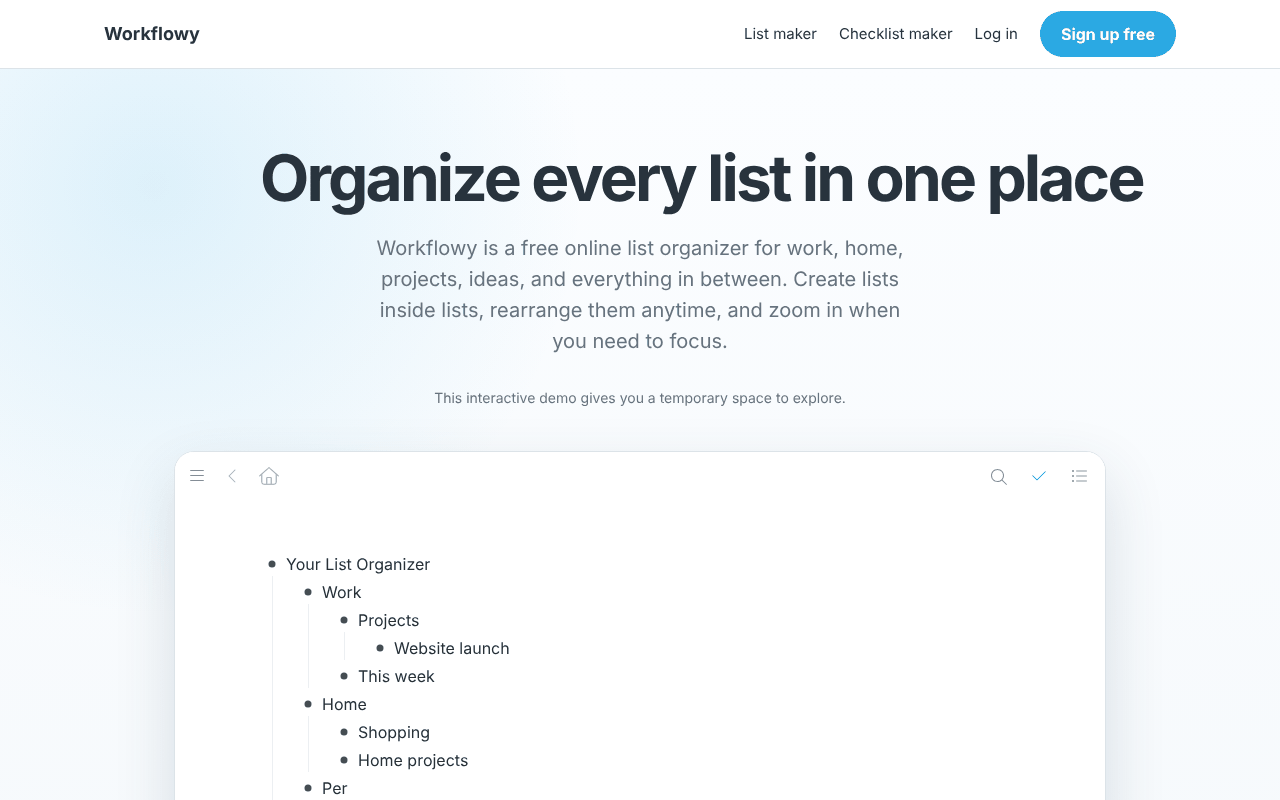 Workflowy
List maker
Checklist maker
Log in
Sign up free
Organize every list in one place
Workflowy is a free online list organizer for work, home,
projects, ideas, and everything in between. Create lists
inside lists, rearrange them anytime, and zoom in when
you need to focus.
This interactive demo gives you a temporary space to explore.
Your List Organizer
Work
Projects
Website launch
This week
Home
Shopping
Home projects
Per